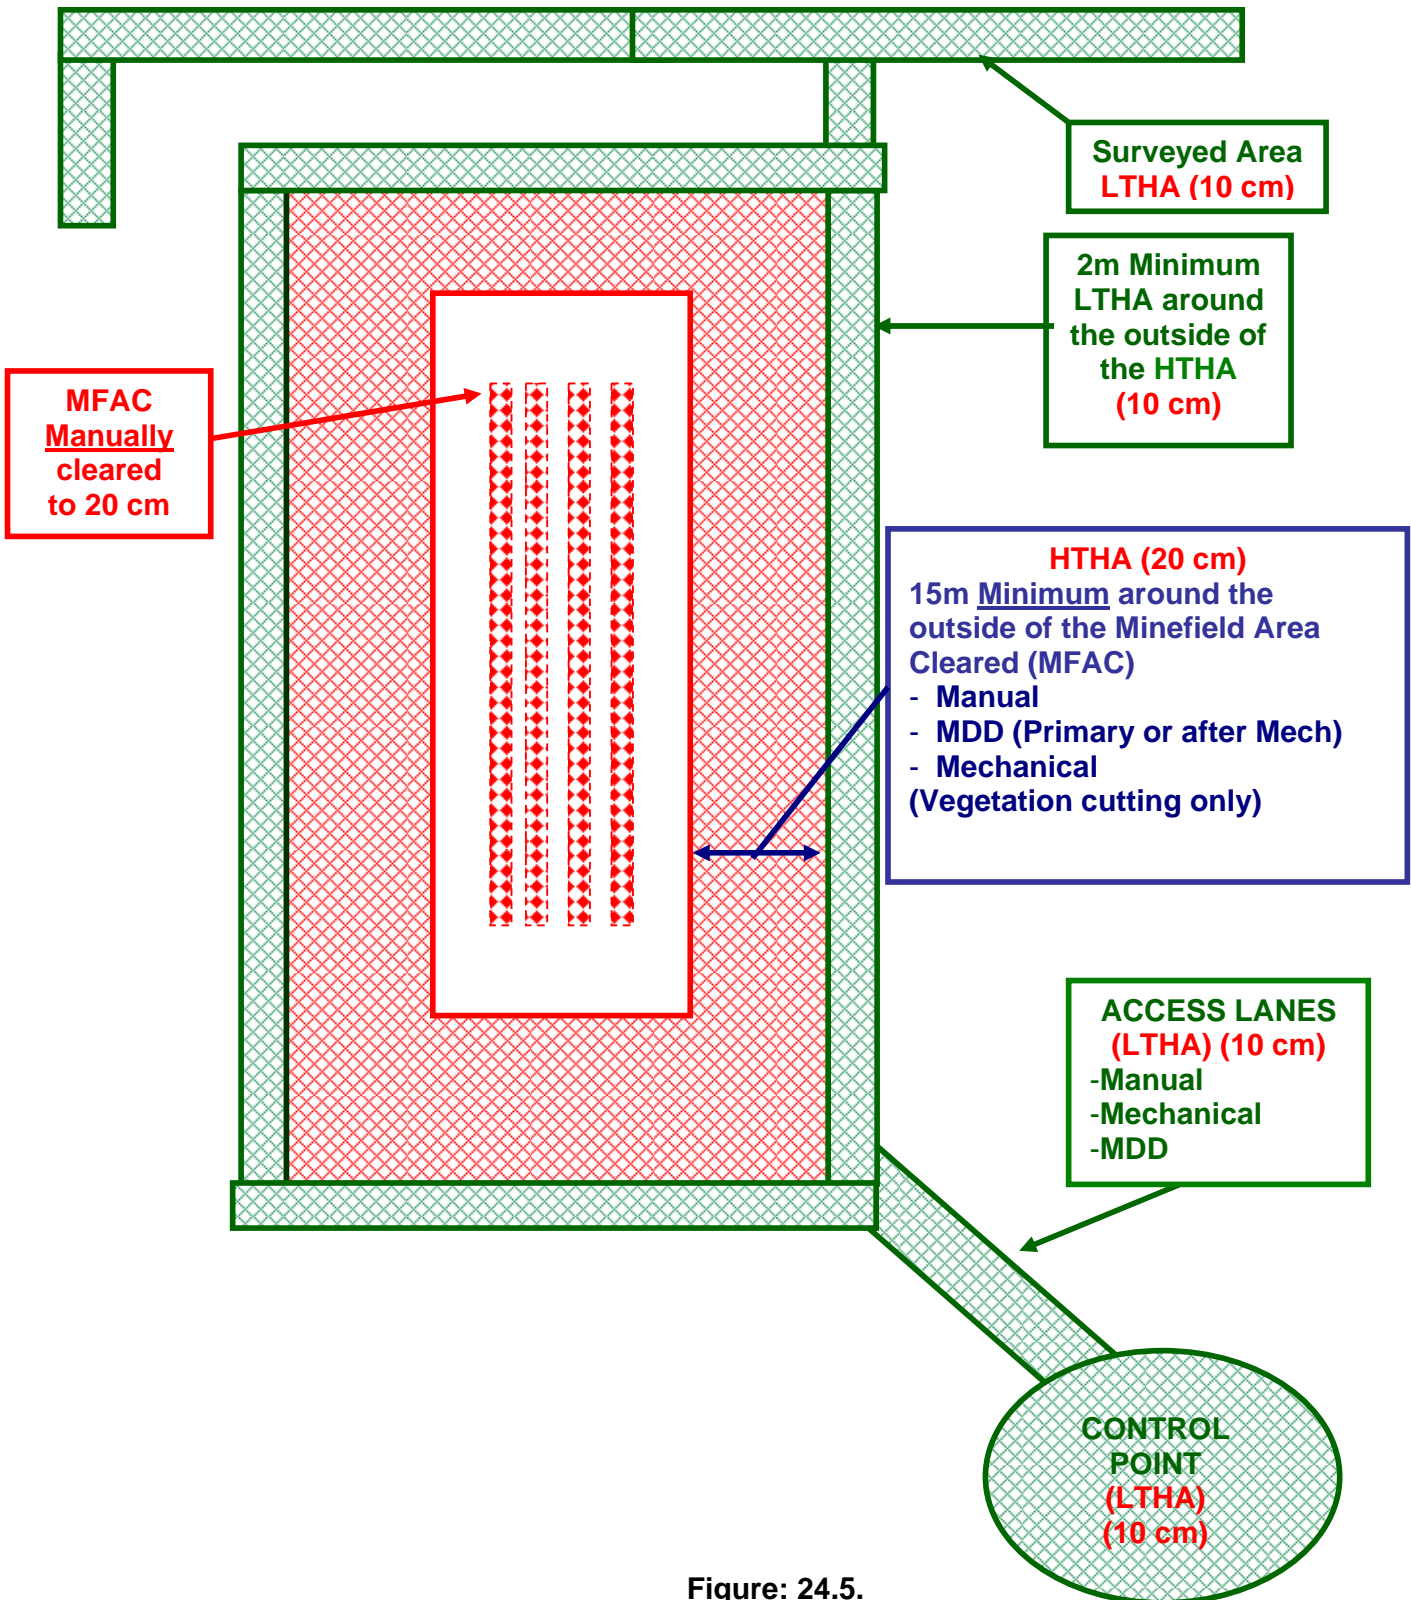 Surveyed Area
LTHA (10 cm)
2m Minimum
LTHA around
the outside of
the HTHA
(10 cm)
MFAC
Manually
cleared
to 20 cm
HTHA (20 cm)
15m Minimum around the
outside of the Minefield Area
Cleared (MFAC)
- Manual
- MDD (Primary or after Mech)
- Mechanical
(Vegetation cutting only)
ACCESS LANES
(LTHA) (10 cm)
-Manual
-Mechanical
-MDD
CONTROL
POINT
(LTHA)
(10 cm)
Figure: 24.5.